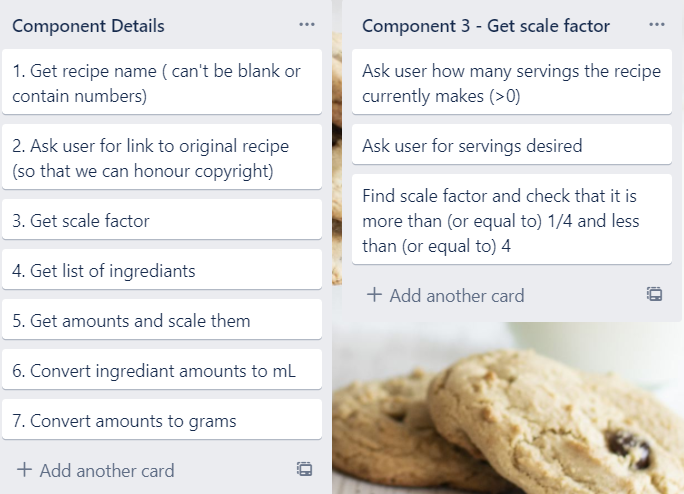 Component Details
1. Get recipe name ( can't be blank or
contain numbers)
2. Ask user for link to original recipe
(so that we can honour copyright)
3. Get scale factor
4. Get list of ingrediants
5. Get amounts and scale them
6. Convert ingrediant amounts to mL
7. Convert amounts to grams
+ Add another card
Component 3 - Get scale factor
Ask user how many servings the recipe
currently makes (>0)
Ask user for servings desired
Find scale factor and check that it is
more than (or equal to) 1/4 and less
than (or equal to) 4
+ Add another card